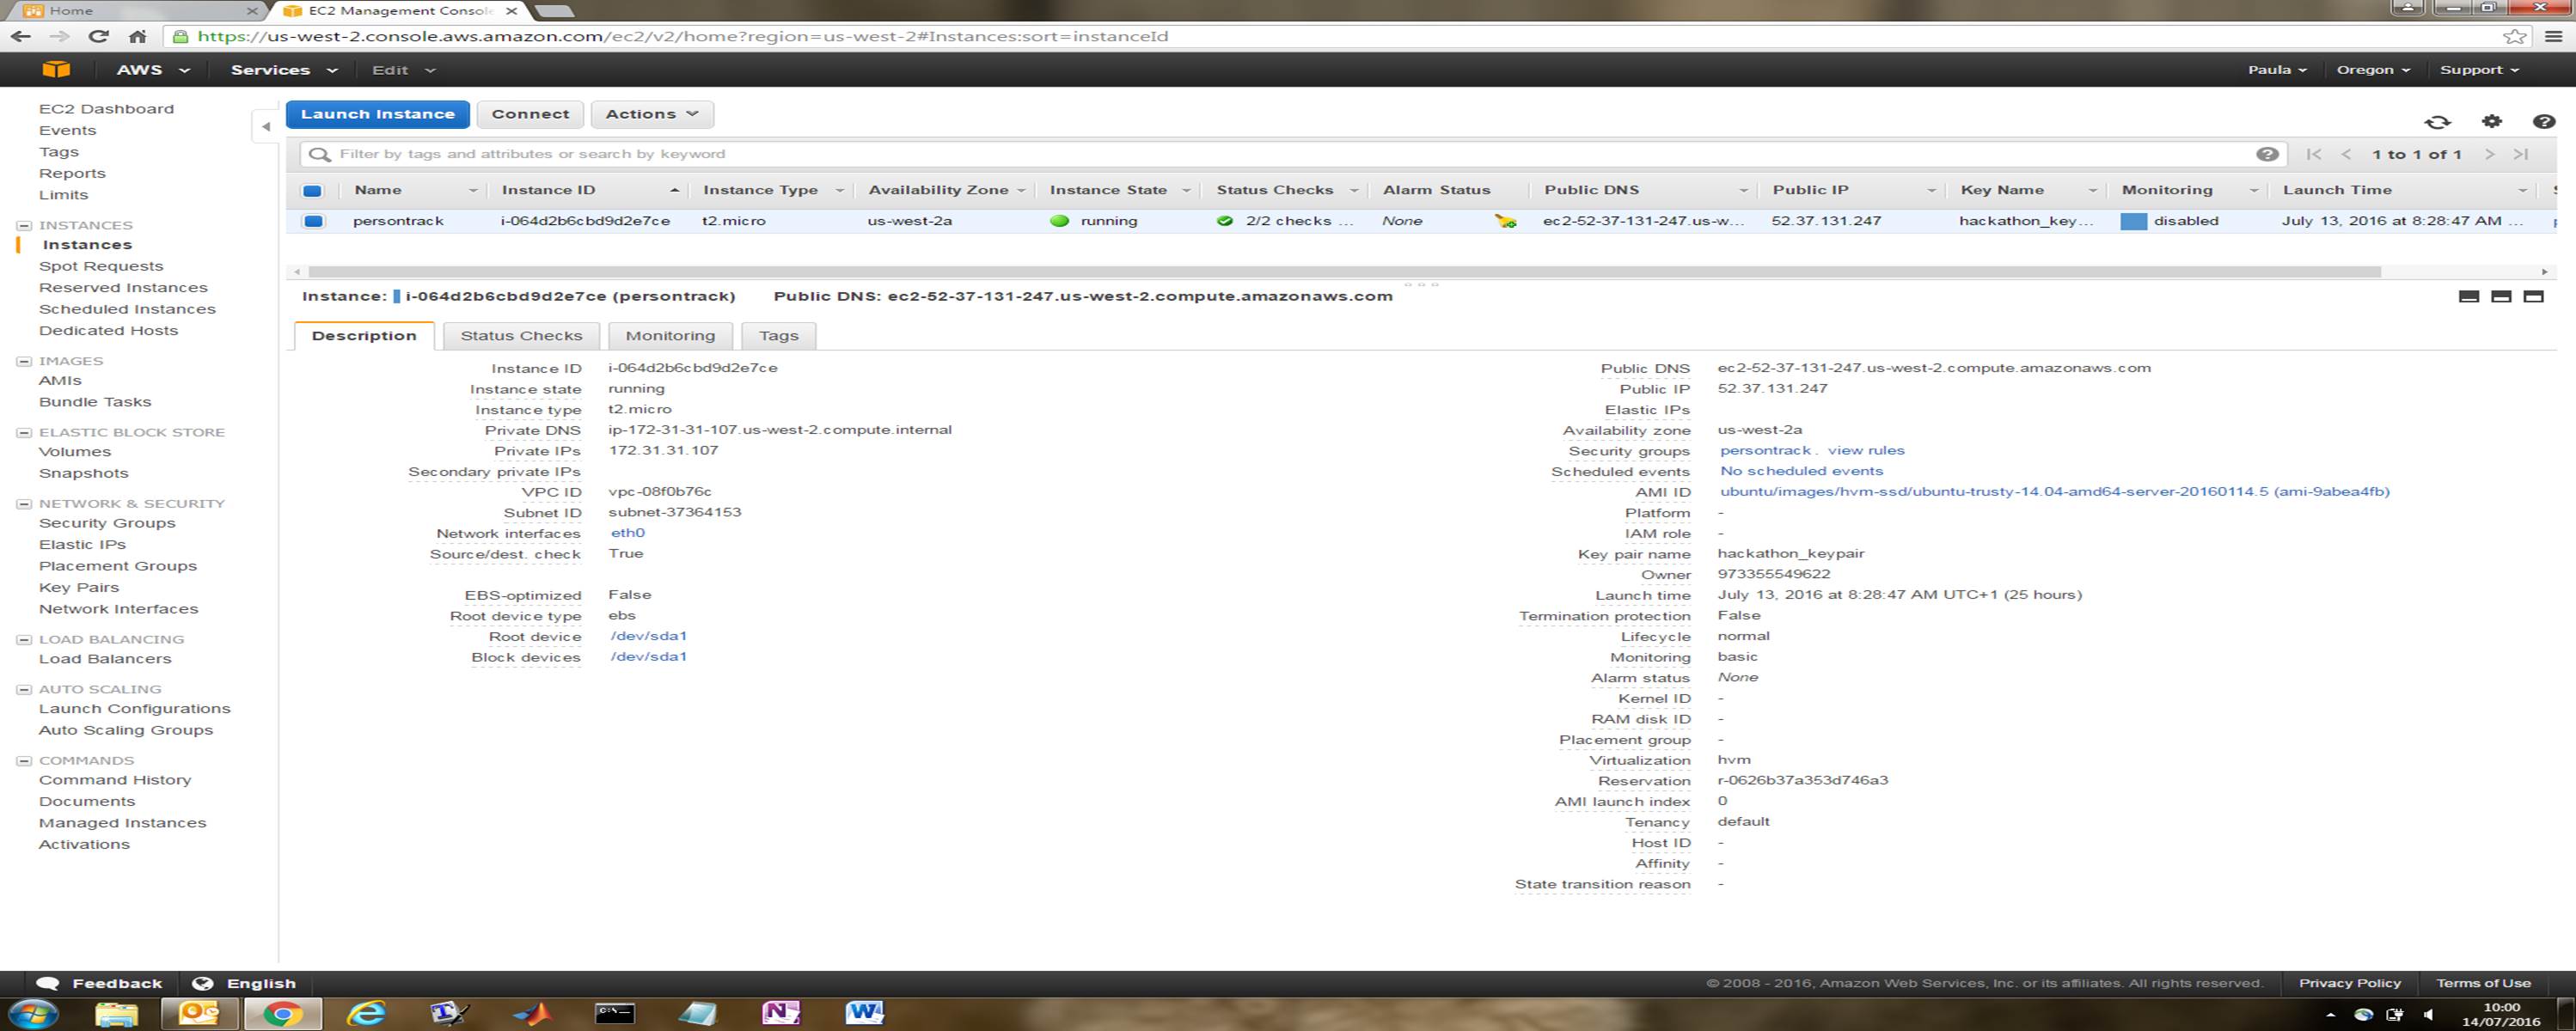 Home
EC2 Management Consol
https://us-west-2.console.aws.amazon.com/ec2/v2/home?region=us-west-2#Instances:sort=instanceId
AWS Services Edit Paula Oregon Support
EC2 Dashboard
Events
Tags
Reports
Limits
INSTANCES
Instances
Spot Requests
Reserved Instances
Scheduled Instances
Dedicated Hosts
IMAGES
AMIs
Bundle Tasks
ELASTIC BLOCK STORE
Volumes
Snapshots
NETWORK & SECURITY
Security Groups
Elastic IPs
Placement Groups
Key Pairs
Network Interfaces
LOAD BALANCING
Load Balancers
AUTO SCALING
Launch Configurations
Auto Scaling Groups
COMMANDS
Command History
Documents
Managed Instances
Activations
Launch Instance Connect Actions
Filter by tags and attributes or search by keyword
1 to 1 of 1
Name Instance ID Instance Type Availability Zone Instance State Status Checks Alarm Status Public DNS Public IP Key Name Monitoring Launch Time
persontrack i-064d2b6cbd9d2e7ce t2.micro us-west-2a running 2/2 checks ... None ec2-52-37-131-247.us-w... 52.37.131.247 hackathon_key... disabled July 13, 2016 at 8:28:47 AM ...
Instance: i-064d2b6cbd9d2e7ce (persontrack) Public DNS: ec2-52-37-131-247.us-west-2.compute.amazonaws.com
Description Status Checks Monitoring Tags
Instance ID i-064d2b6cbd9d2e7ce
Instance state running
Instance type t2.micro
Private DNS ip-172-31-31-107.us-west-2.compute.internal
Private IPs 172.31.31.107
Secondary private IPs
VPC ID vpc-08f0b76c
Subnet ID subnet-37364153
Network interfaces eth0
Source/dest. check True
EBS-optimized False
Root device type ebs
Root device /dev/sda1
Block devices /dev/sda1
Public DNS ec2-52-37-131-247.us-west-2.compute.amazonaws.com
Public IP 52.37.131.247
Elastic IPs
Availability zone us-west-2a
Security groups persontrack . view rules
Scheduled events No scheduled events
AMI ID ubuntu/images/hvm-ssd/ubuntu-trusty-14.04-amd64-server-20160114.5 (ami-9abea4fb)
Platform -
IAM role -
Key pair name hackathon_keypair
Owner 973355549622
Launch time July 13, 2016 at 8:28:47 AM UTC+1 (25 hours)
Termination protection False
Lifecycle normal
Monitoring basic
Alarm status None
Kernel ID -
RAM disk ID -
Placement group -
Virtualization hvm
Reservation r-0626b37a353d746a3
AMI launch index 0
Tenancy default
Host ID -
Affinity -
State transition reason -
Feedback English © 2008 - 2016, Amazon Web Services, Inc. or its affiliates. All rights reserved. Privacy Policy Terms of Use
10:00
14/07/2016